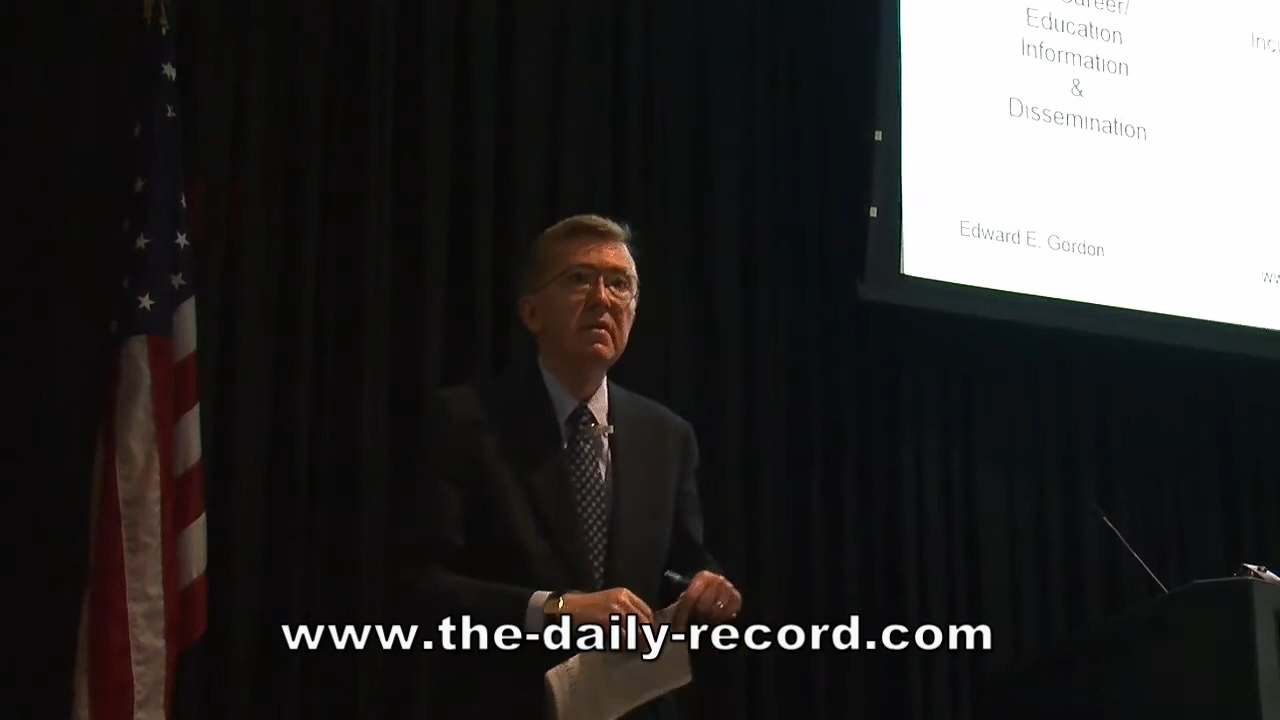 Education
Information
&
Dissemination
Edward E. Gordon
www.the-daily-record.com